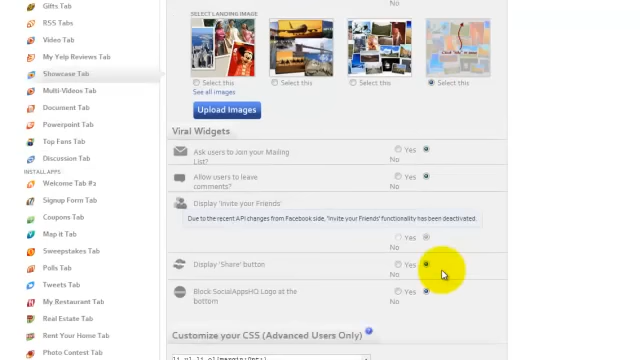 Gifts Tab
RSS Tabs
Video Tab
My Yelp Reviews Tab
Showcase Tab
Multi-Videos Tab
Document Tab
Powerpoint Tab
Top Fans Tab
Discussion Tab
INSTALL APPS
Welcome Tab #2
Signup Form Tab
Coupons Tab
Map it Tab
Sweepstakes Tab
Polls Tab
Tweets Tab
My Restaurant Tab
Real Estate Tab
Rent Your Home Tab
Photo Contest Tab
No
SELECT LANDING IMAGE
Select this
Select this
Select this
Select this
See all images
Upload Images
Viral Widgets
Ask users to Join your Mailing
List?
Yes
No
Allow users to leave
comments?
Yes
No
Display 'Invite your Friends'
Due to the recent API changes from Facebook side, 'Invite your Friends' functionality has been deactivated.
Yes
No
Display 'Share' button
Yes
No
Block SocialAppsHQ Logo at the
bottom
Yes
No
Customize your CSS (Advanced Users Only)